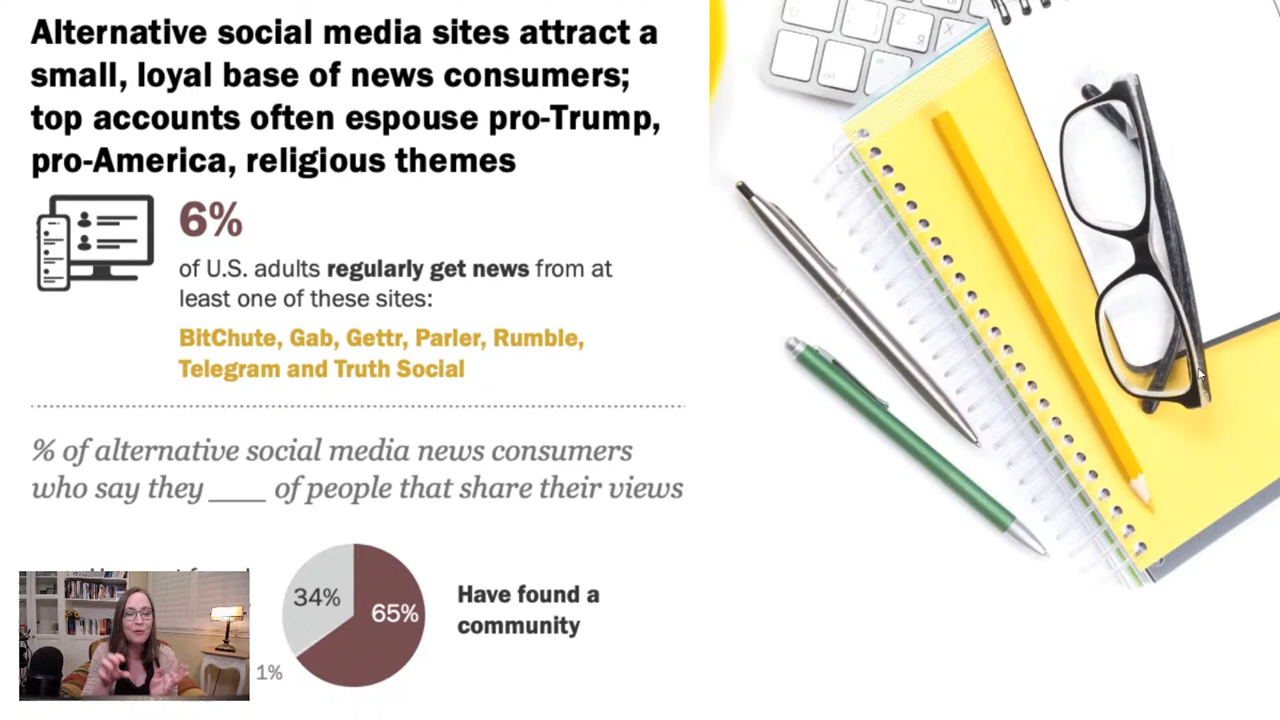 Alternative social media sites attract a
small, loyal base of news consumers;
top accounts often espouse pro-Trump,
pro-America, religious themes
6%
of U.S. adults regularly get news from at
least one of these sites:
BitChute, Gab, Gettr, Parler, Rumble,
Telegram and Truth Social
% of alternative social media news consumers
who say they ____ of people that share their views
34%
65%
Have found a
community
1%